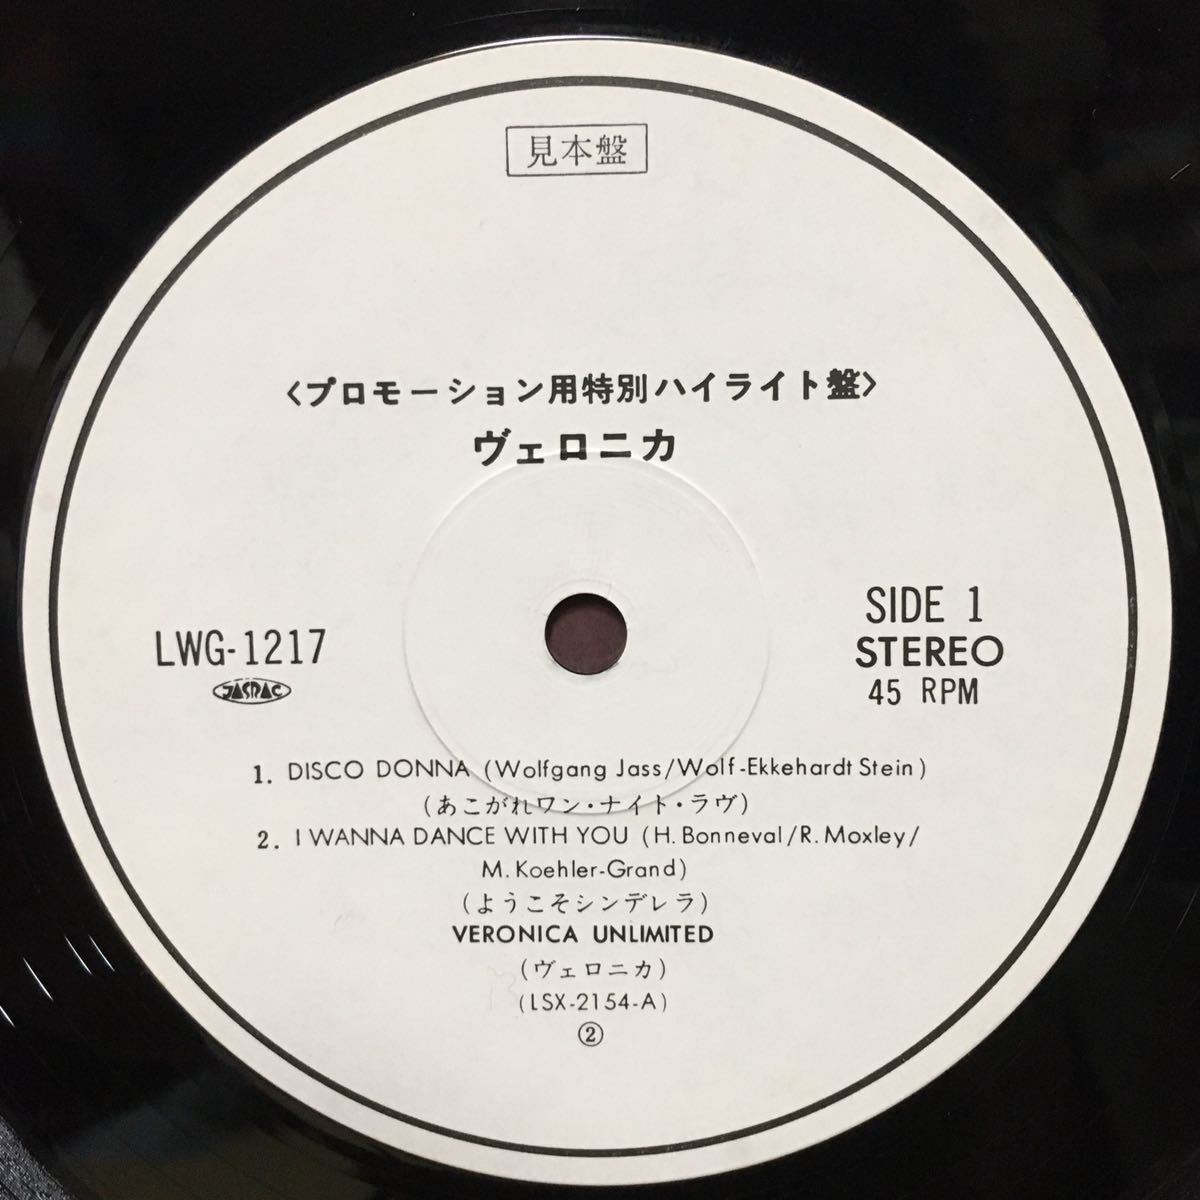 見本盤
〈プロモーション用特別ハイライト盤〉
ヴェロニカ
LWG-1217
JASRAC
SIDE 1
STEREO
45 RPM
1. DISCO DONNA (Wolfgang Jass/Wolf-Ekkehardt Stein)
(あこがれワン・ナイト・ラヴ)
2. I WANNA DANCE WITH YOU (H. Bonneval/R. Moxley/
M. Koehler-Grand)
(ようこそシンデレラ)
VERONICA UNLIMITED
(ヴェロニカ)
(LSX-2154-A)
②